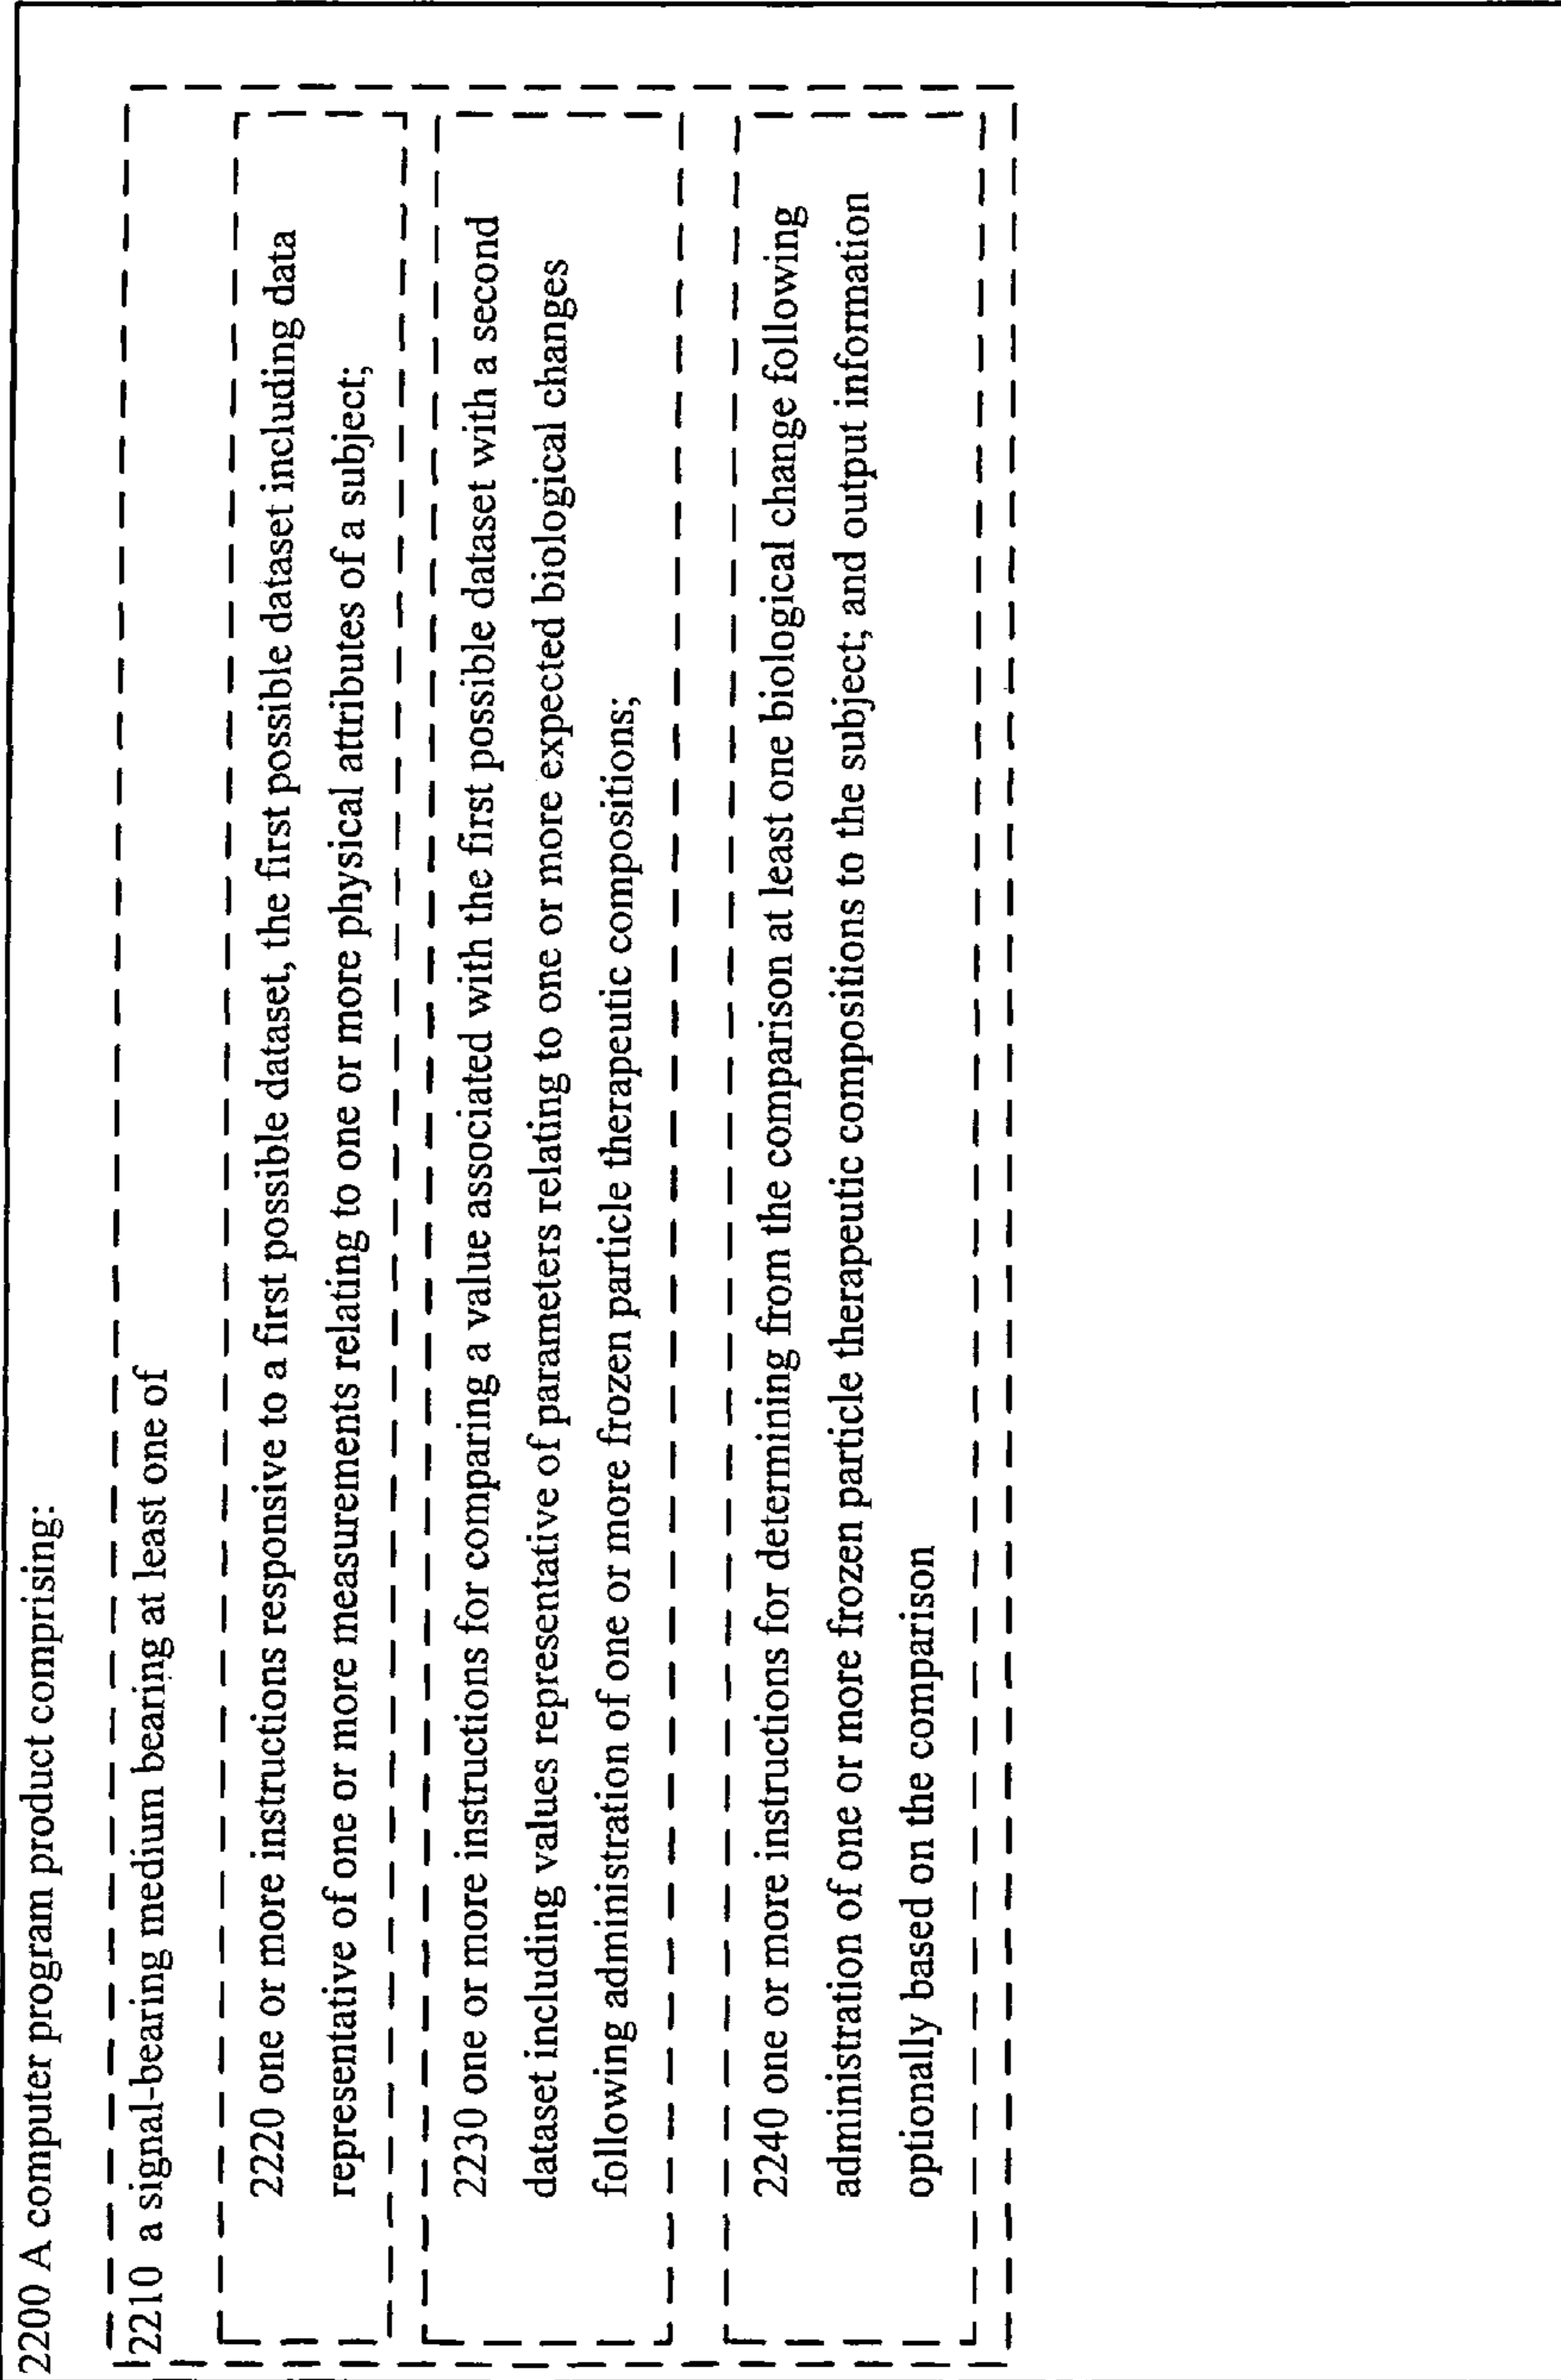 2200 A computer program product comprising:
2210 a signal-bearing medium bearing at least one of
2220 one or more instructions responsive to a first possible dataset, the first possible dataset including data
representative of one or more measurements relating to one or more physical attributes of a subject;
2230 one or more instructions for comparing a value associated with the first possible dataset with a second
dataset including values representative of parameters relating to one or more expected biological changes
following administration of one or more frozen particle therapeutic compositions;
2240 one or more instructions for determining from the comparison at least one biological change following
administration of one or more frozen particle therapeutic compositions to the subject; and output information
optionally based on the comparison